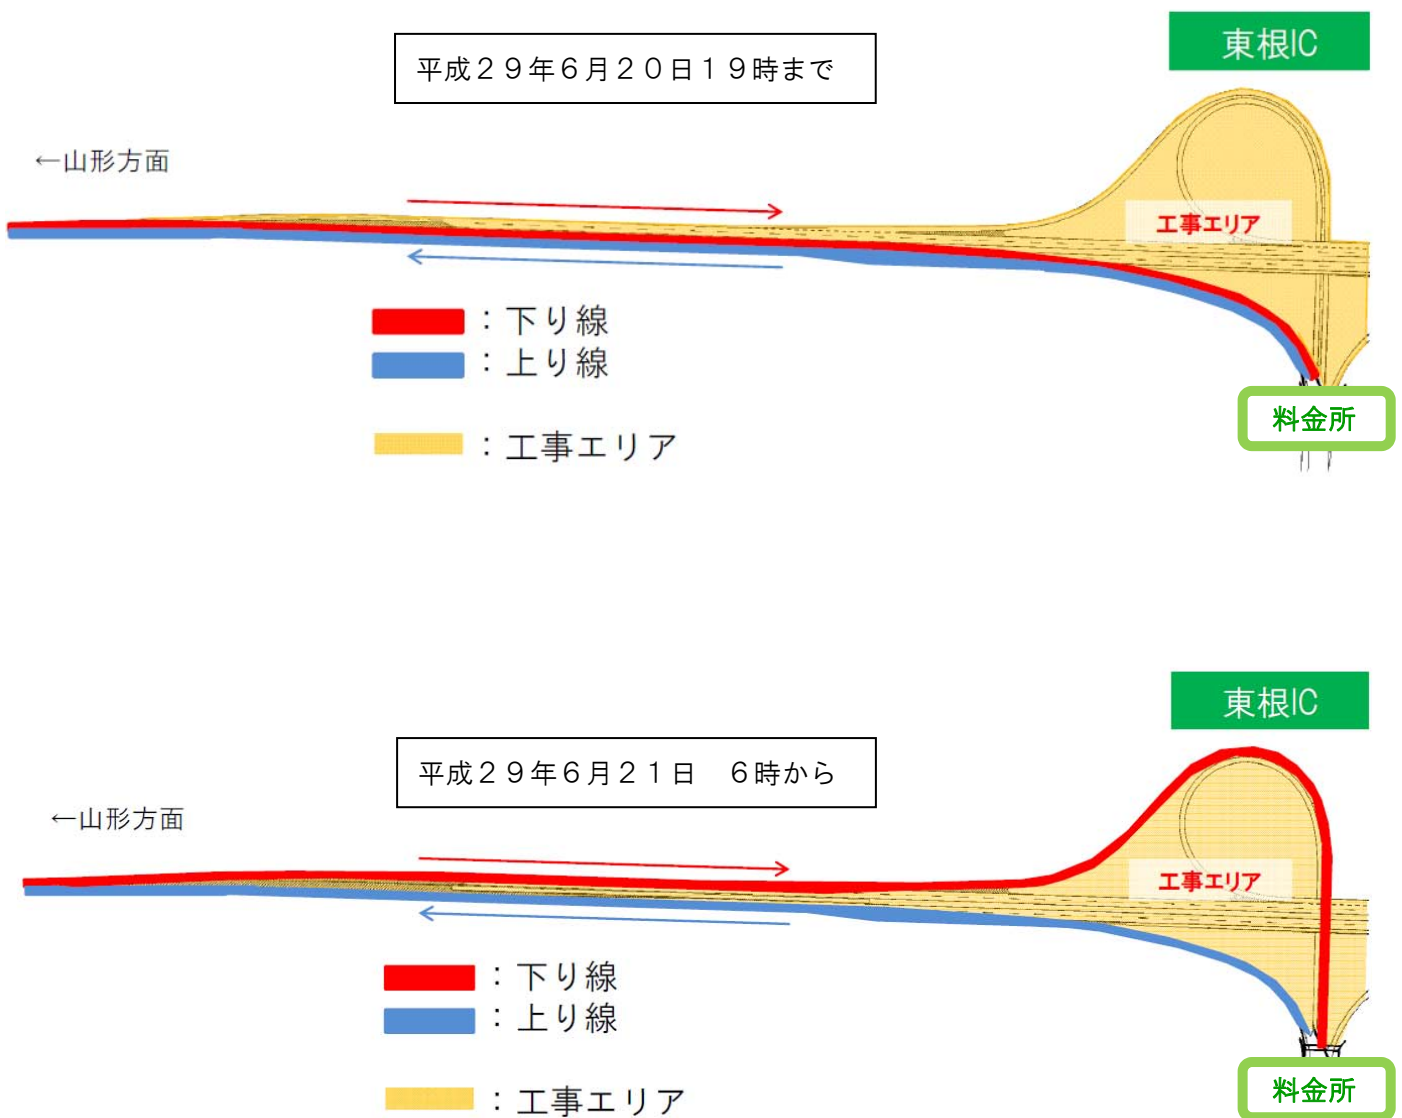 東根IC
平成２９年６月２０日１９時まで
←山形方面
工事エリア
：下り線
：上り線
料金所
：工事エリア
東根IC
平成２９年６月２１日　６時から
←山形方面
工事エリア
：下り線
：上り線
料金所
：工事エリア